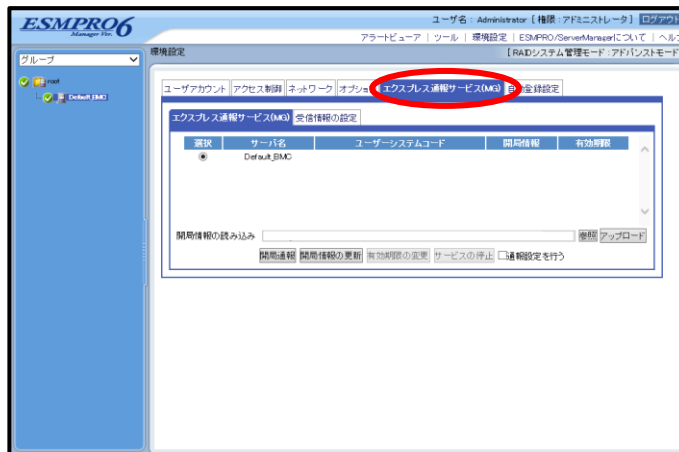 ESMPRO6
Manager Ver.
ユーザ名 : Administrator [ 権限 : アドミニストレータ ] ログアウト
アラートビューア | ツール | 環境設定 | ESMPRO/ServerManagerについて | ヘルプ
グループ
環境設定
[ RAIDシステム管理モード : アドバンストモード
root
Default_BMC
ユーザアカウント アクセス制御 ネットワーク オプション エクスプレス通報サービス(MG) 自動登録設定
エクスプレス通報サービス(MG) 受信情報の設定
選択 サーバ名 ユーザーシステムコード 開局情報 有効期限
Default_BMC
開局情報の読み込み 参照 アップロード
開局通報 開局情報の更新 有効期限の変更 サービスの停止 通報設定を行う